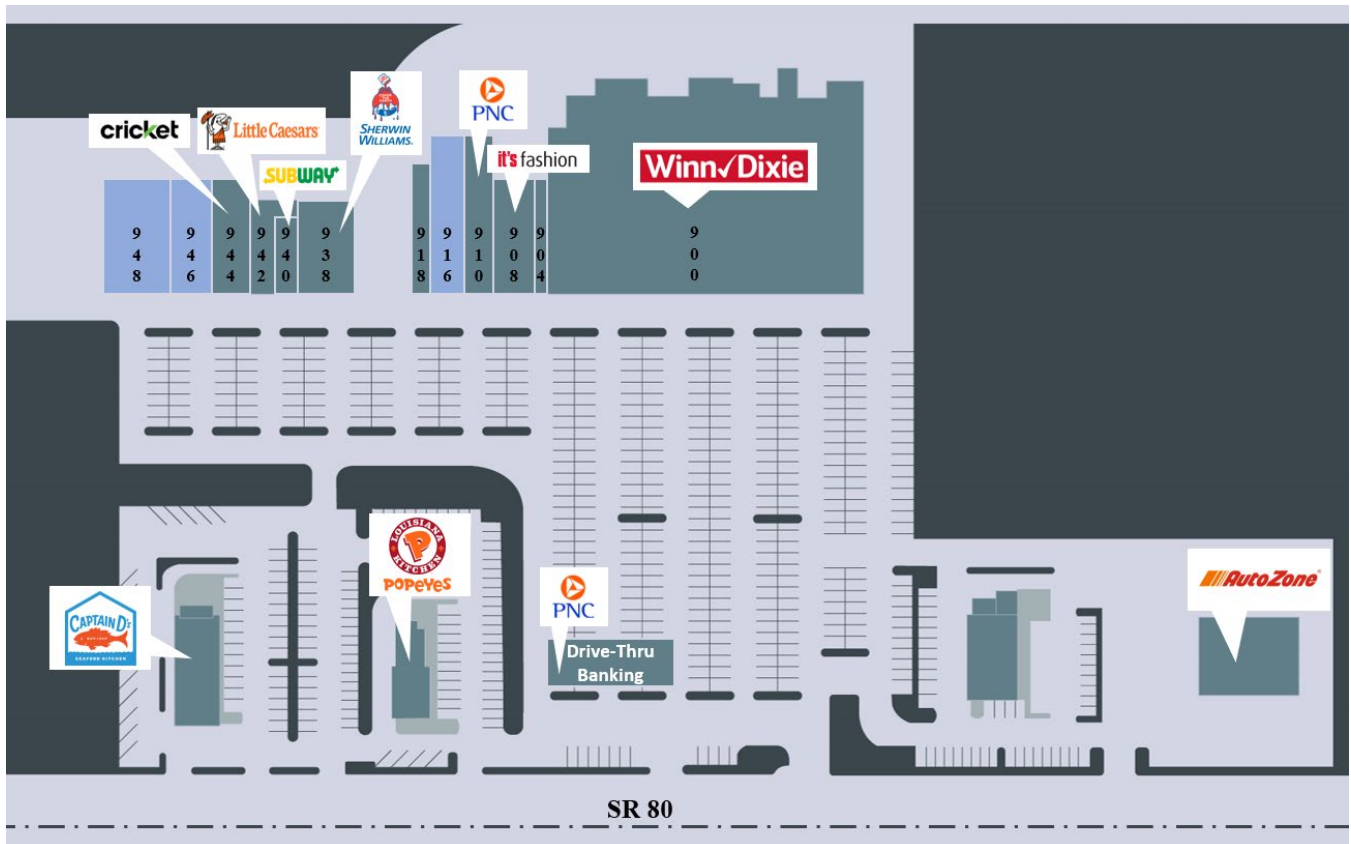 cricket
Little Caesars
SUBWAY
SHERWIN
WILLIAMS.
PNC
it's fashion
Winn Dixie
948
946
944
942
940
938
918
916
910
908
904
900
LOUISIANA
KITCHEN
POPEYES
CAPTAIN D's
SEAFOOD KITCHEN
PNC
Drive-Thru
Banking
AutoZone
SR 80